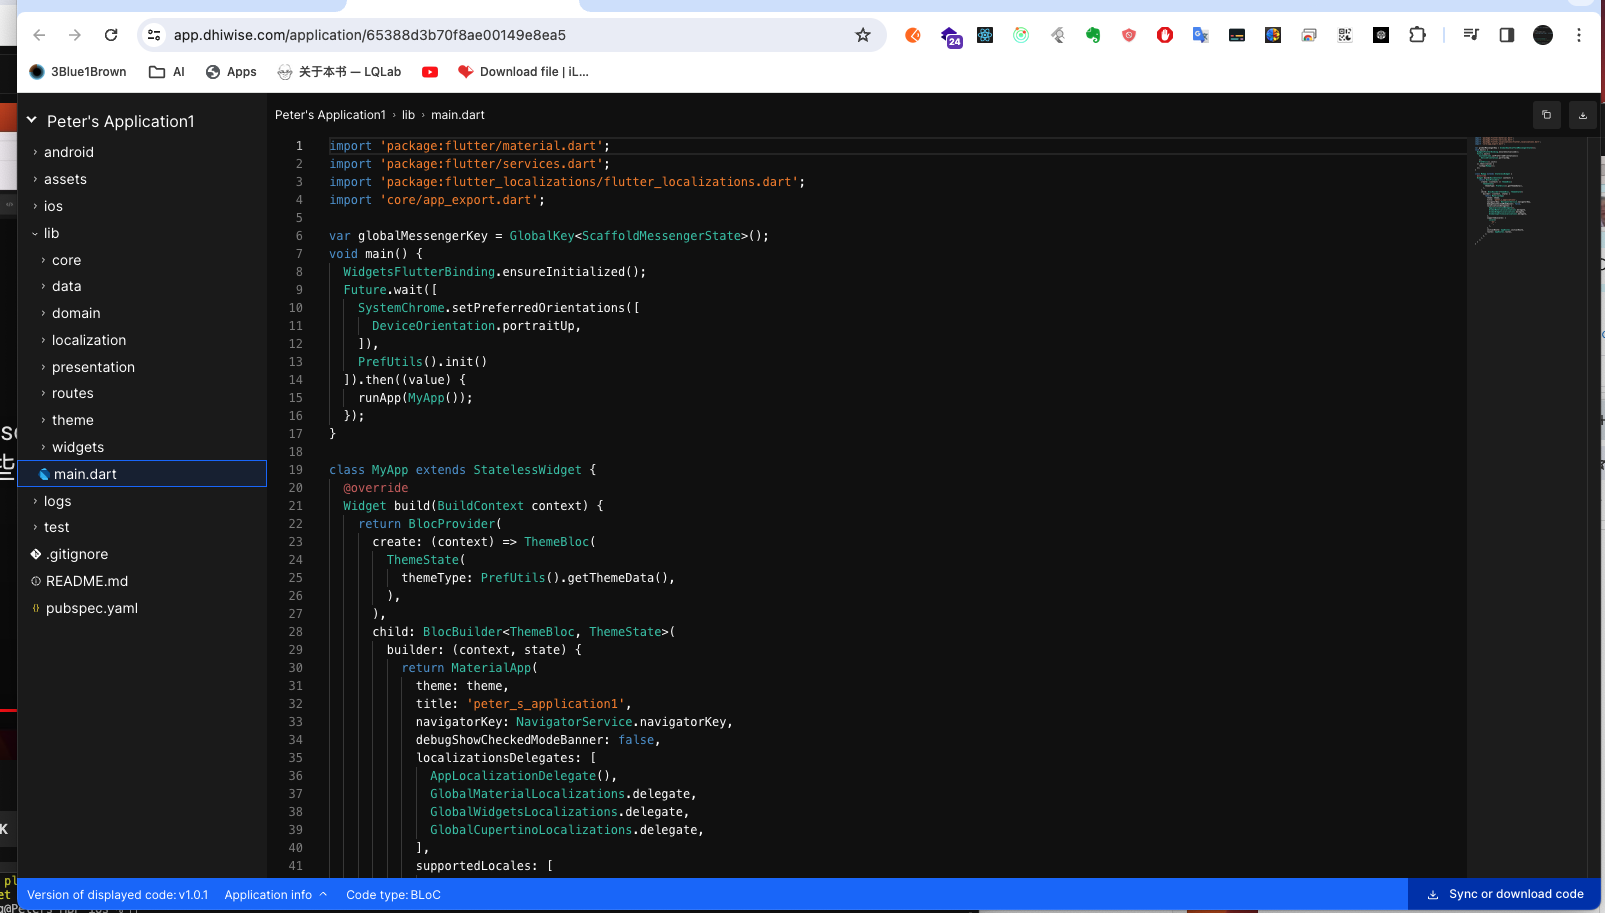 app.dhiwise.com/application/65388d3b70f8ae00149e8ea5
24
3Blue1Brown
AI
Apps
关于本书 — LQLab
Download file | iL...
Peter's Application1
android
assets
ios
lib
core
data
domain
localization
presentation
routes
theme
widgets
main.dart
logs
test
.gitignore
README.md
pubspec.yaml
Peter's Application1 › lib › main.dart
1 import 'package:flutter/material.dart';
2 import 'package:flutter/services.dart';
3 import 'package:flutter_localizations/flutter_localizations.dart';
4 import 'core/app_export.dart';
5
6 var globalMessengerKey = GlobalKey<ScaffoldMessengerState>();
7 void main() {
8 WidgetsFlutterBinding.ensureInitialized();
9 Future.wait([
10 SystemChrome.setPreferredOrientations([
11 DeviceOrientation.portraitUp,
12 ]),
13 PrefUtils().init()
14 ]).then((value) {
15 runApp(MyApp());
16 });
17 }
18
19 class MyApp extends StatelessWidget {
20 @override
21 Widget build(BuildContext context) {
22 return BlocProvider(
23 create: (context) => ThemeBloc(
24 ThemeState(
25 themeType: PrefUtils().getThemeData(),
26 ),
27 ),
28 child: BlocBuilder<ThemeBloc, ThemeState>(
29 builder: (context, state) {
30 return MaterialApp(
31 theme: theme,
32 title: 'peter_s_application1',
33 navigatorKey: NavigatorService.navigatorKey,
34 debugShowCheckedModeBanner: false,
35 localizationsDelegates: [
36 AppLocalizationDelegate(),
37 GlobalMaterialLocalizations.delegate,
38 GlobalWidgetsLocalizations.delegate,
39 GlobalCupertinoLocalizations.delegate,
40 ],
41 supportedLocales: [
Version of displayed code: v1.0.1
Application info
Code type: BLoC
Sync or download code